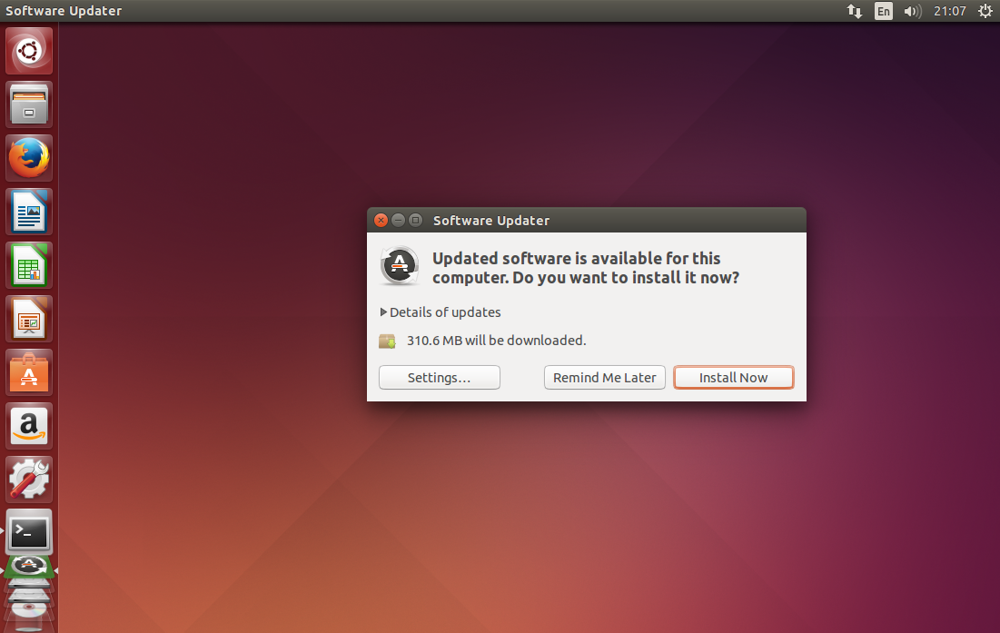 Software Updater
En
21:07
Software Updater
Updated software is available for this
computer. Do you want to install it now?
Details of updates
310.6 MB will be downloaded.
Settings...
Remind Me Later
Install Now
a
>_